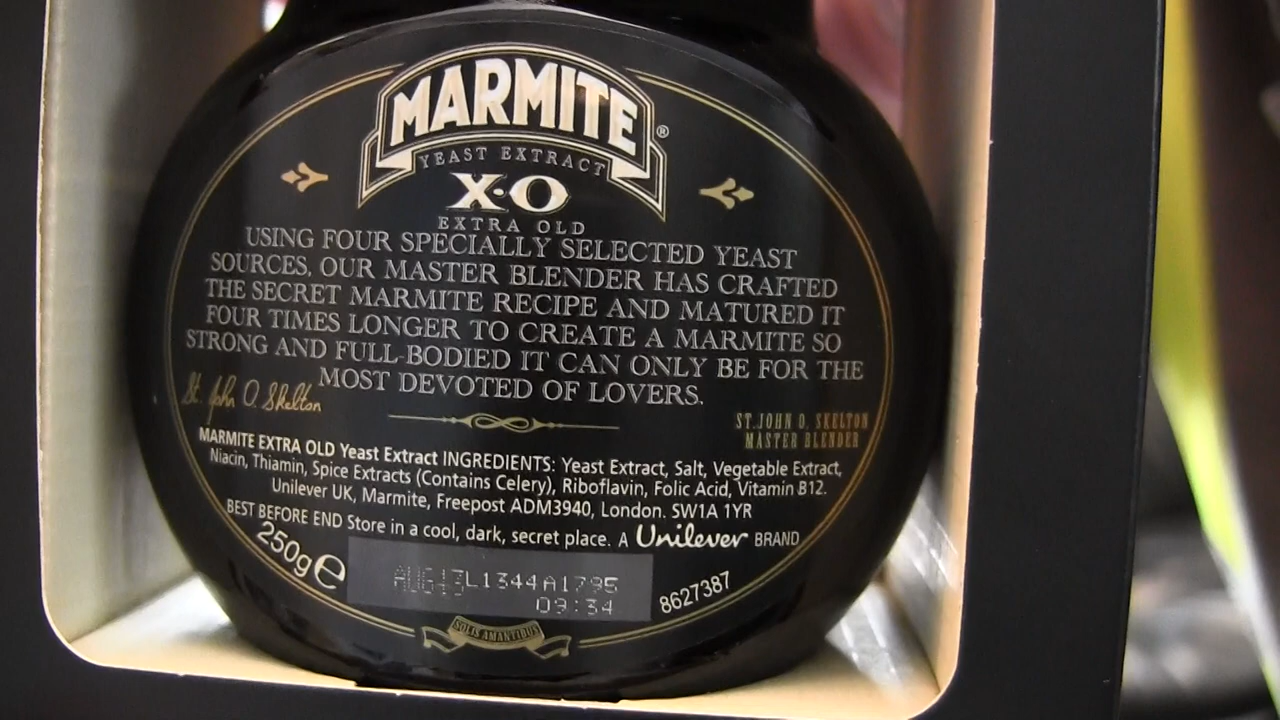 MARMITE®
YEAST EXTRACT
X·O
EXTRA OLD
USING FOUR SPECIALLY SELECTED YEAST
SOURCES, OUR MASTER BLENDER HAS CRAFTED
THE SECRET MARMITE RECIPE AND MATURED IT
FOUR TIMES LONGER TO CREATE A MARMITE SO
STRONG AND FULL-BODIED IT CAN ONLY BE FOR THE
MOST DEVOTED OF LOVERS.
St. John O. Skelton
ST. JOHN O. SKELTON
MASTER BLENDER
MARMITE EXTRA OLD Yeast Extract INGREDIENTS: Yeast Extract, Salt, Vegetable Extract,
Niacin, Thiamin, Spice Extracts (Contains Celery), Riboflavin, Folic Acid, Vitamin B12.
Unilever UK, Marmite, Freepost ADM3940, London. SW1A 1YR
BEST BEFORE END Store in a cool, dark, secret place. A Unilever BRAND
250g e
AUG13L1344A1795
09:34
8627387
SOLIS AMANTIBUS